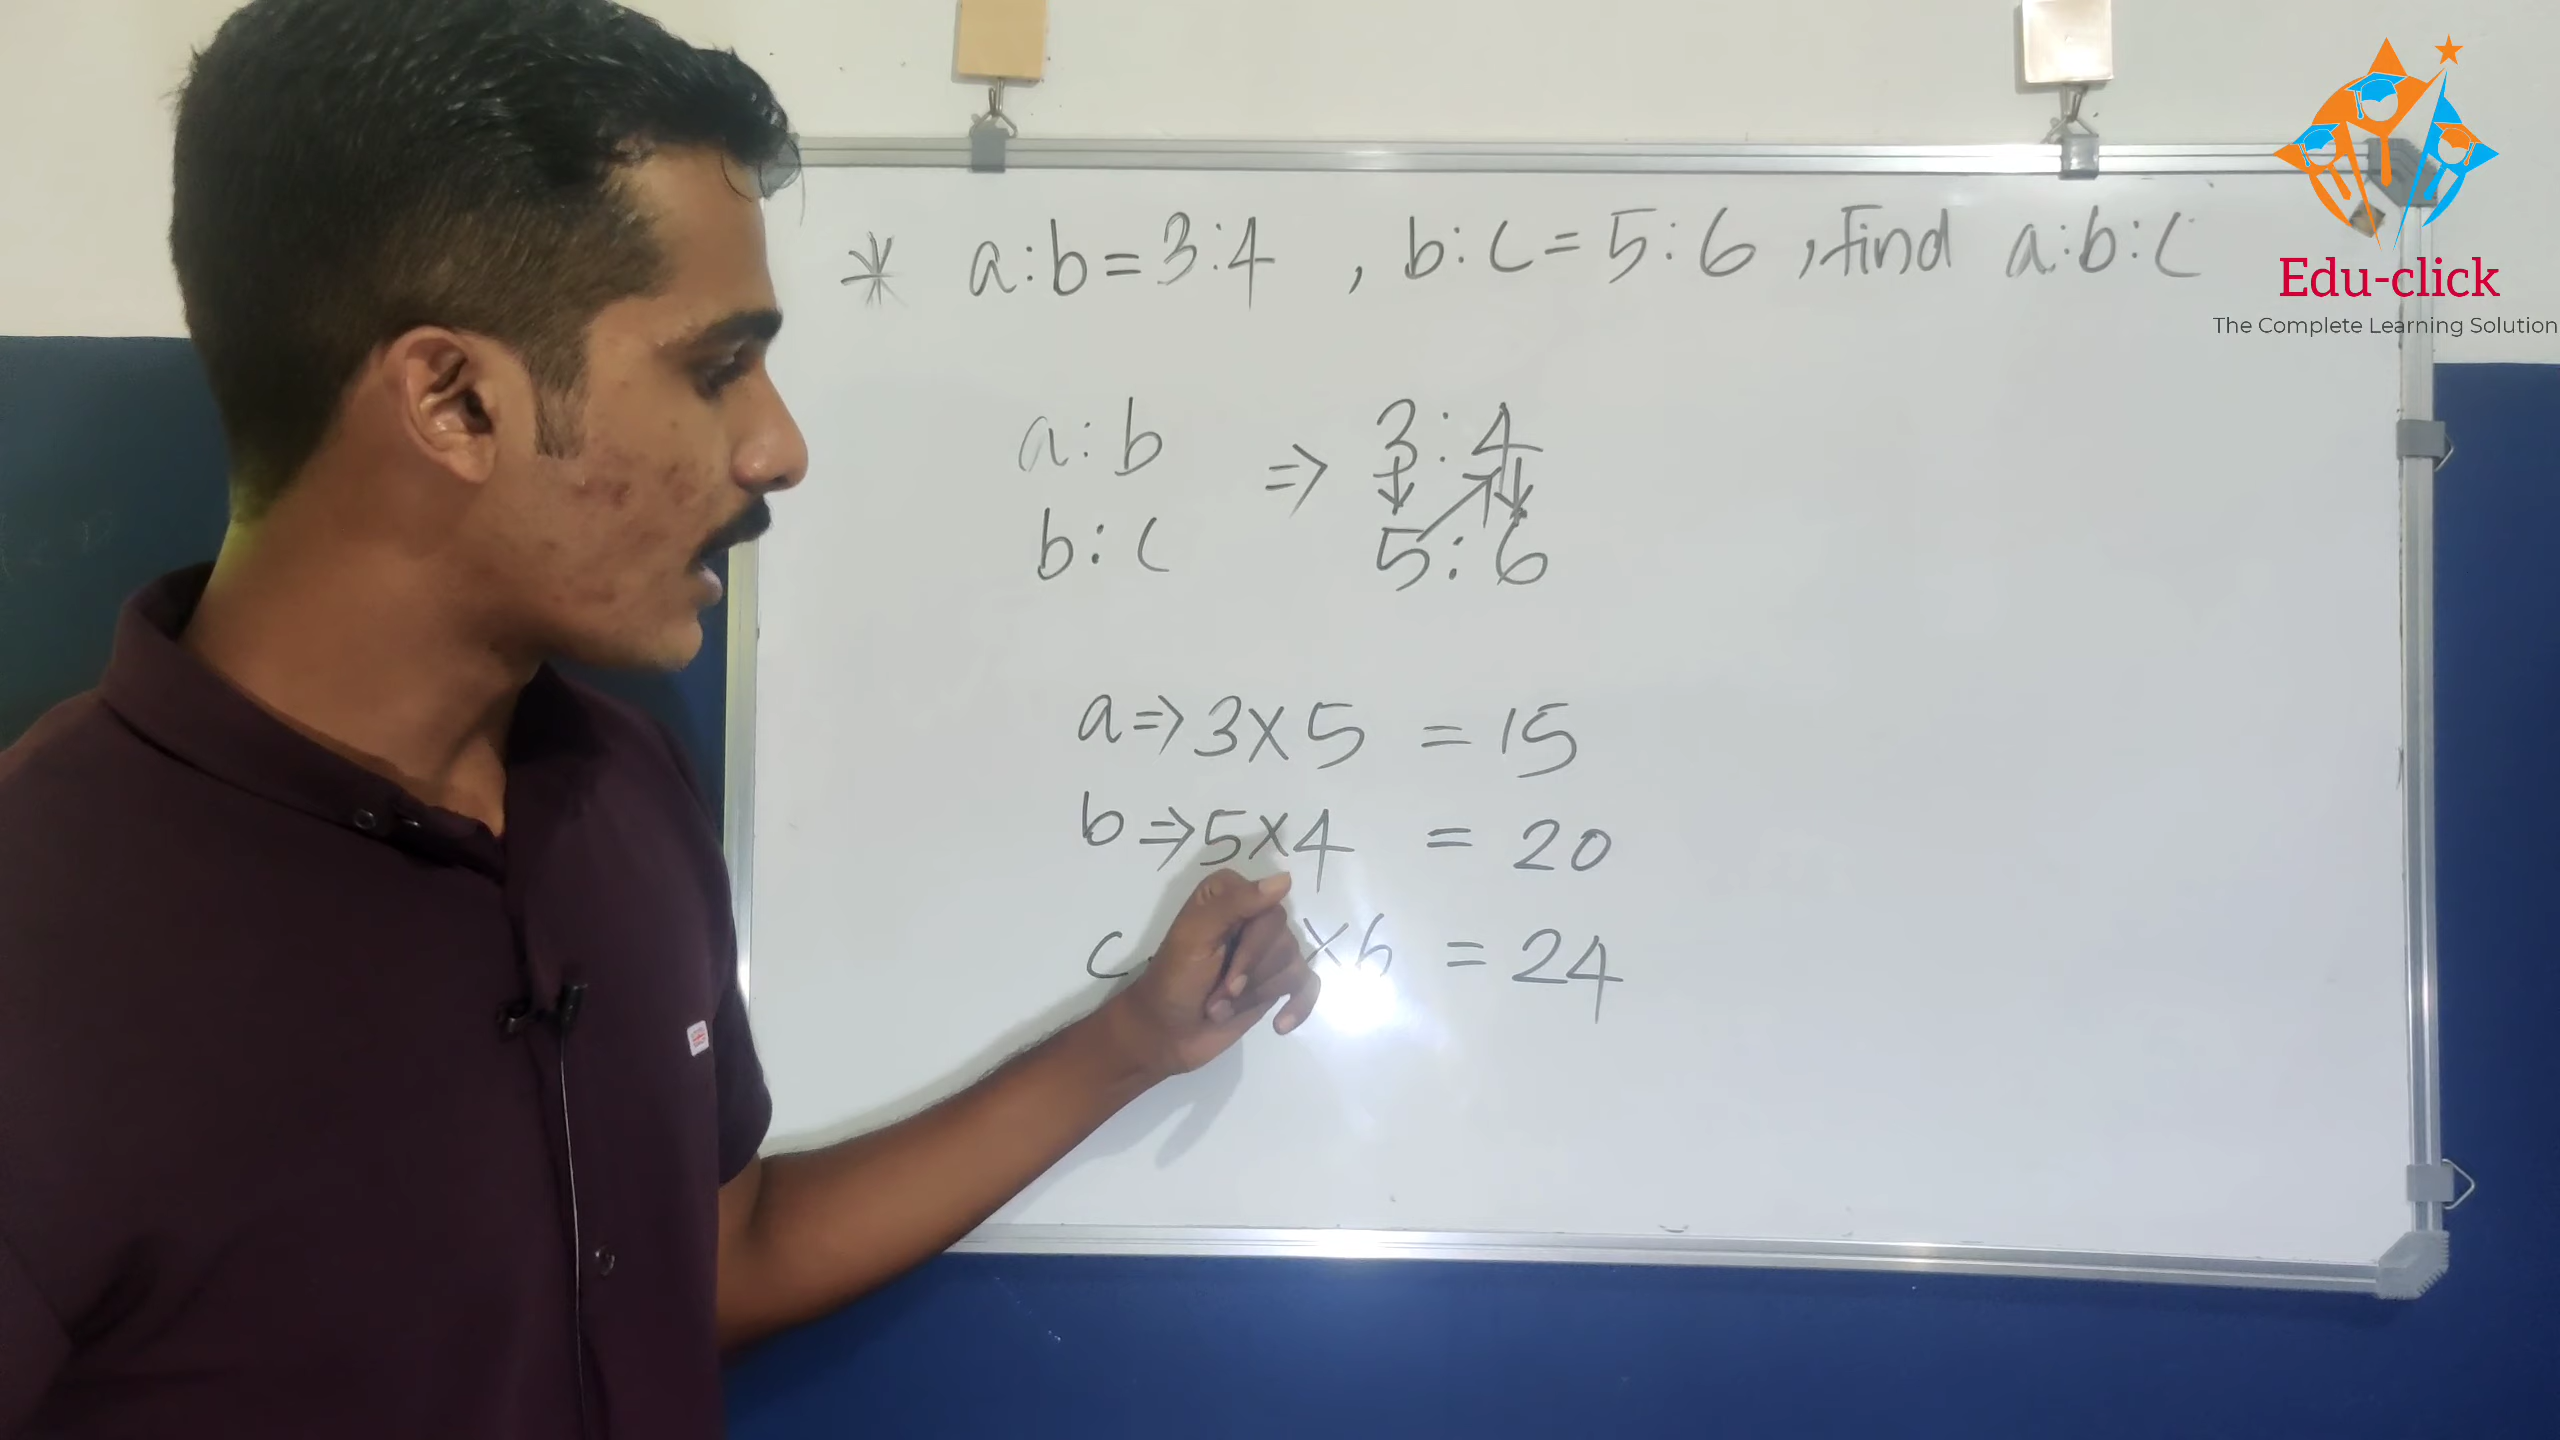 * a:b=3:4 , b:c=5:6 , find a:b:c
Edu-click
The Complete Learning Solution
a:b ⇒ 3:4
b:c 5:6
a⇒3×5 =15
b⇒5×4 = 20
c ×6 = 24